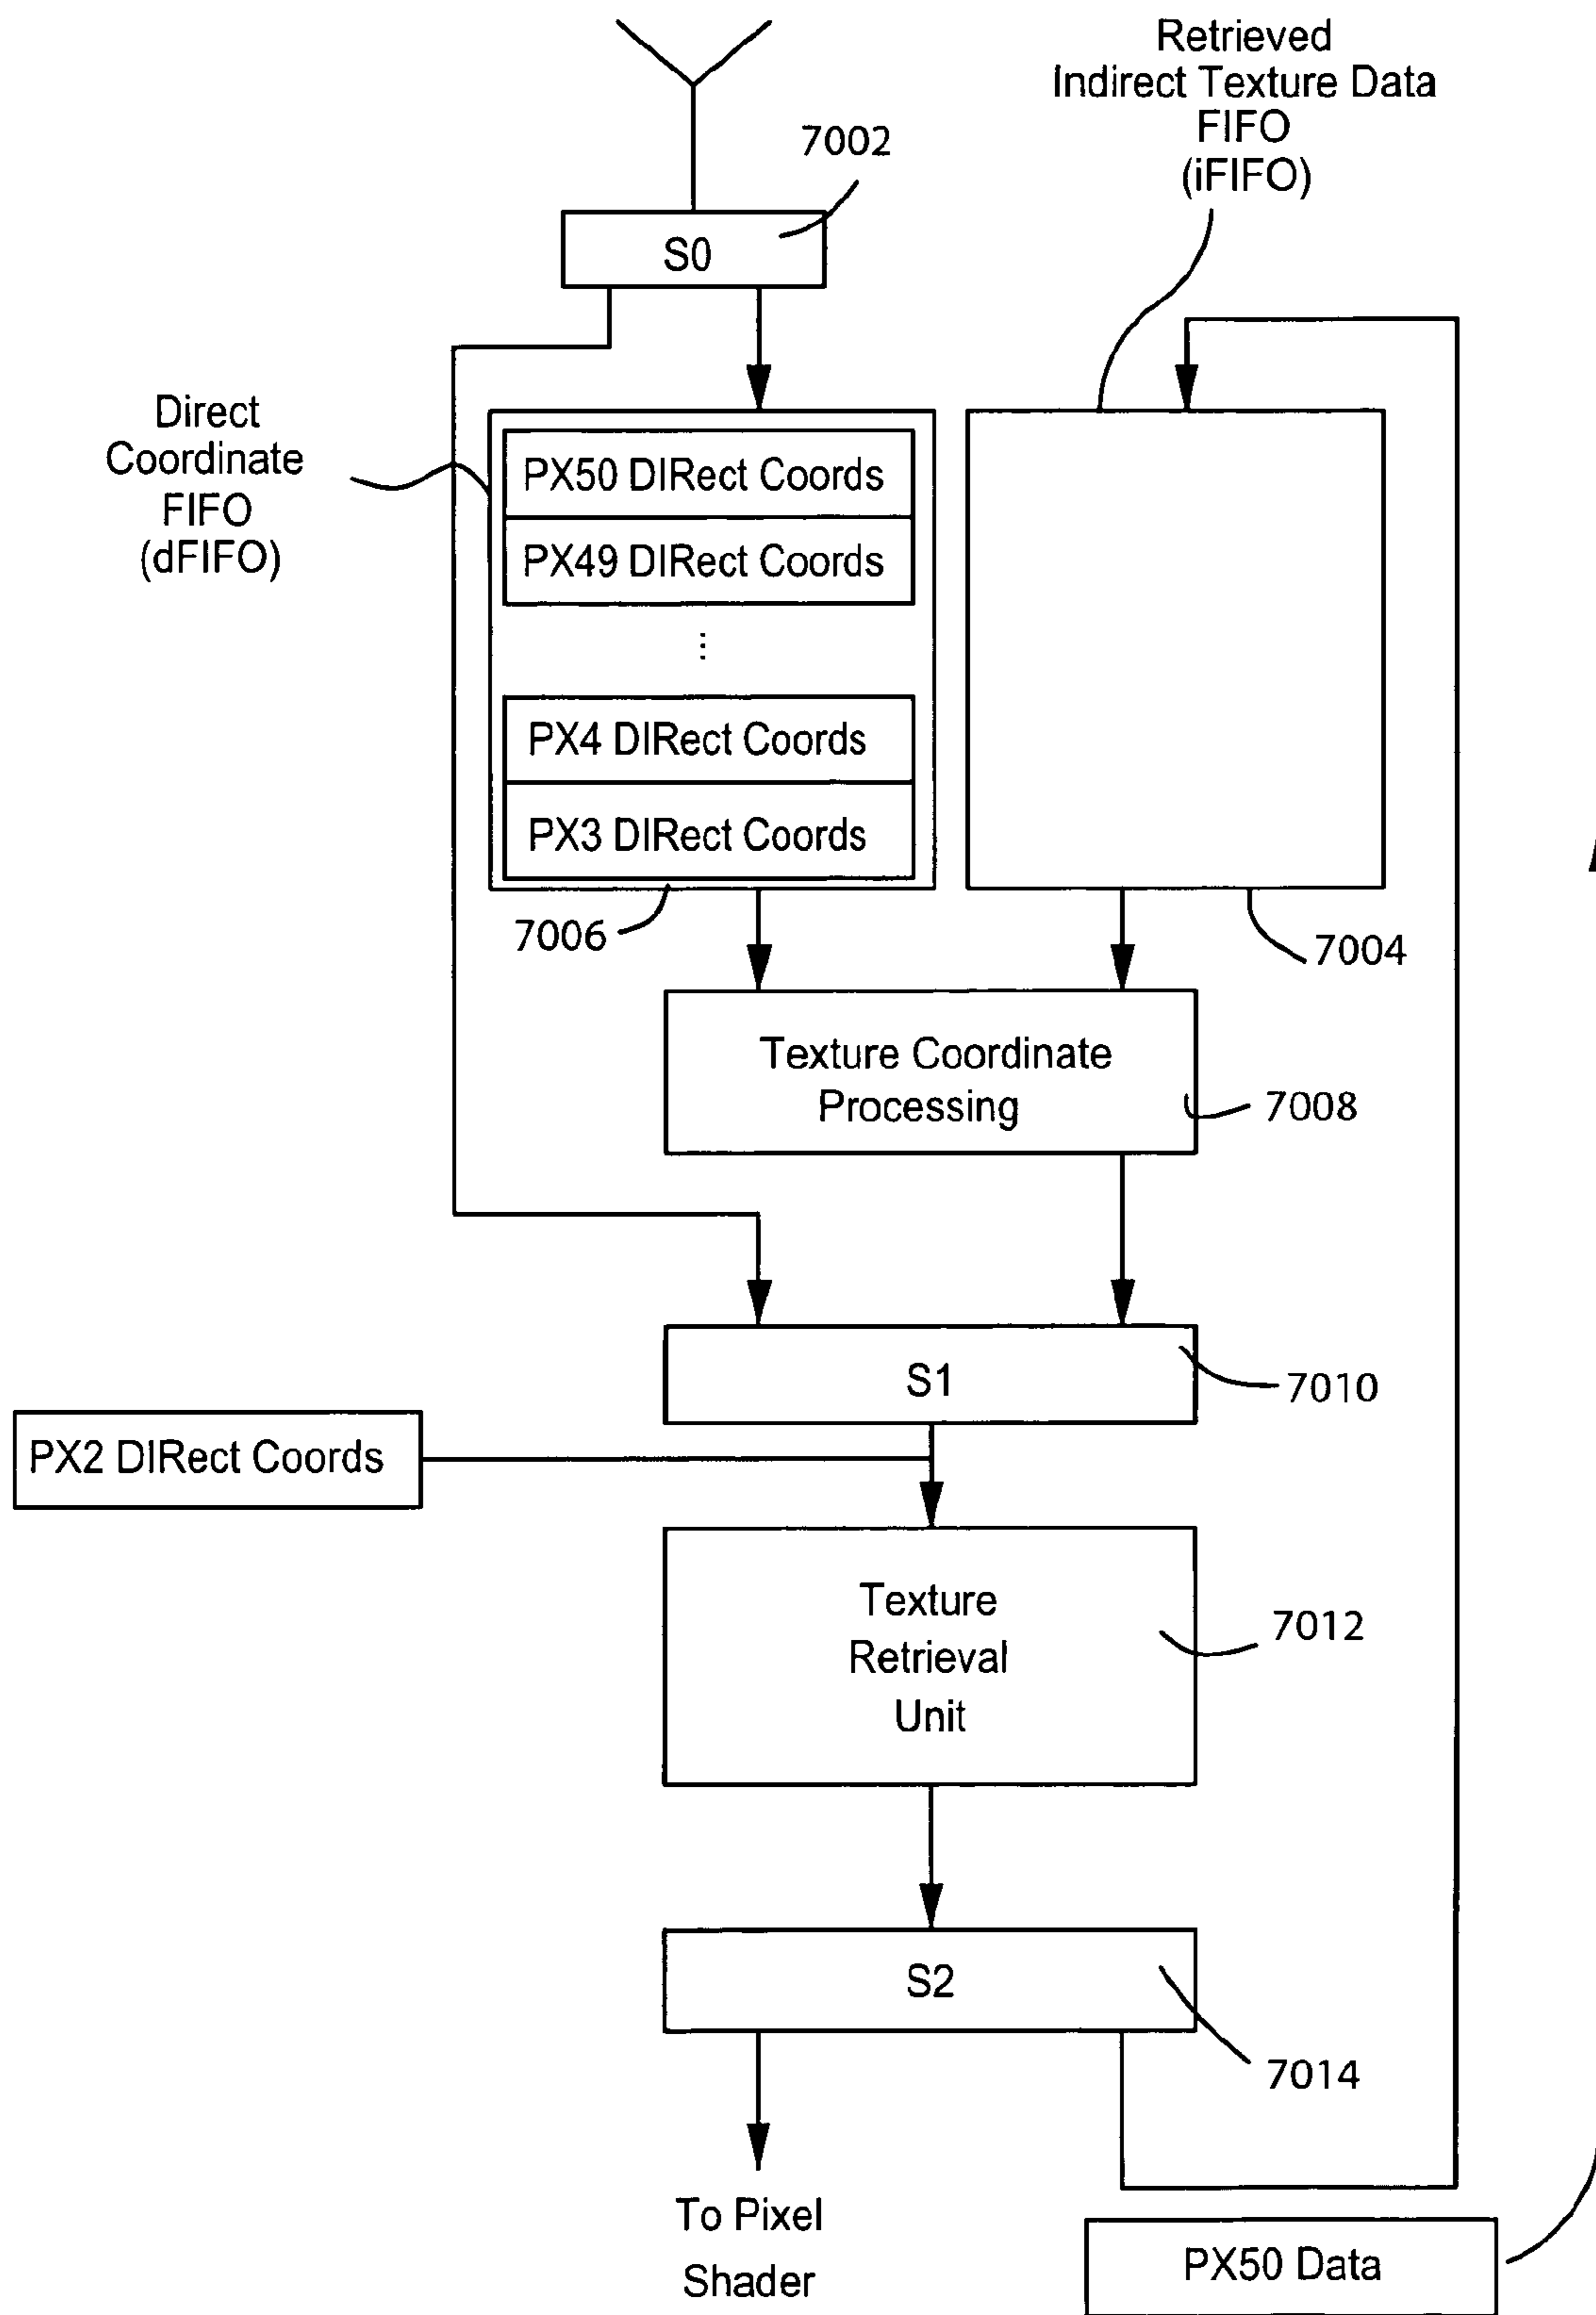 Retrieved
Indirect Texture Data
FIFO
(iFIFO)
7002
S0
Direct
Coordinate
FIFO
(dFIFO)
PX50 DIRect Coords
PX49 DIRect Coords
⋮
PX4 DIRect Coords
PX3 DIRect Coords
7006
7004
Texture Coordinate
Processing
7008
S1
7010
PX2 DIRect Coords
Texture
Retrieval
Unit
7012
S2
7014
To Pixel
Shader
PX50 Data